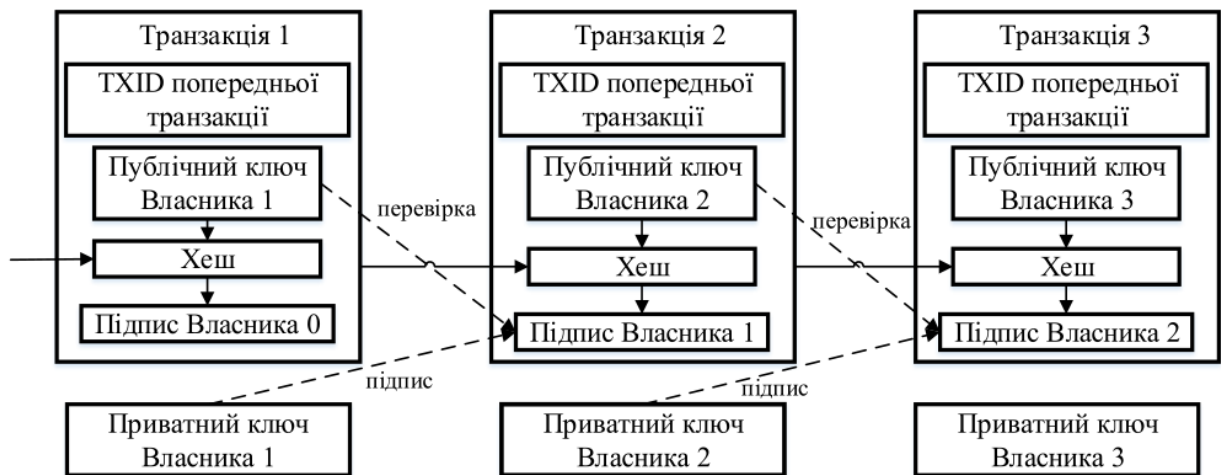 Транзакція 1
TXID попередньої
транзакції
Публічний ключ
Власника 1
Хеш
Підпис Власника 0
Приватний ключ
Власника 1
перевірка
підпис
Транзакція 2
TXID попередньої
транзакції
Публічний ключ
Власника 2
Хеш
Підпис Власника 1
Приватний ключ
Власника 2
перевірка
підпис
Транзакція 3
TXID попередньої
транзакції
Публічний ключ
Власника 3
Хеш
Підпис Власника 2
Приватний ключ
Власника 3